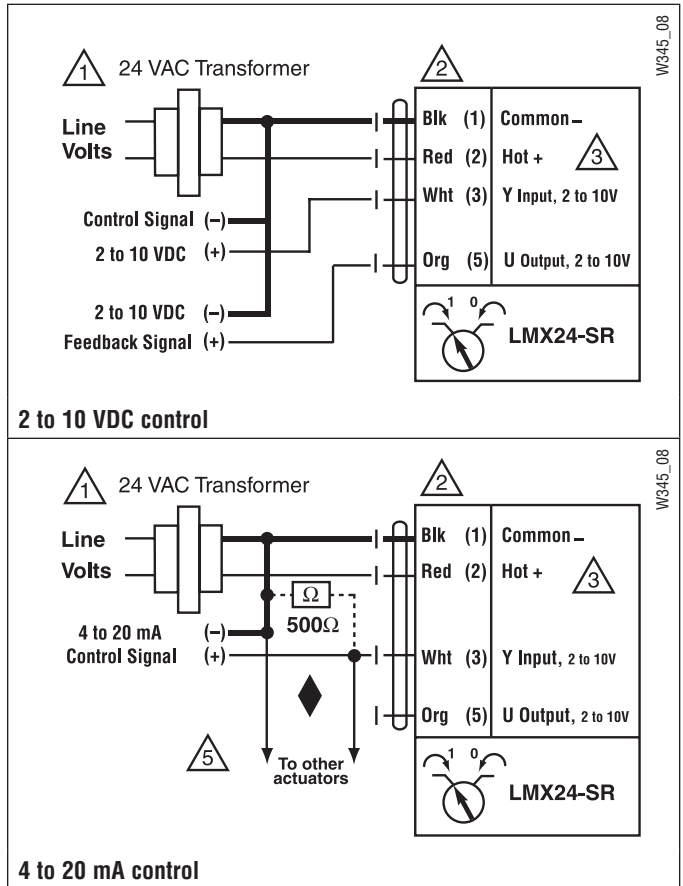 W345_08
1 24 VAC Transformer 2
Line Volts
Blk (1) Common –
Red (2) Hot + 3
Wht (3) Y Input, 2 to 10V
Control Signal (–)
2 to 10 VDC (+)
Org (5) U Output, 2 to 10V
2 to 10 VDC (–)
Feedback Signal (+)
1 0
LMX24-SR
2 to 10 VDC control
W345_08
1 24 VAC Transformer 2
Line Volts
Blk (1) Common –
Red (2) Hot + 3
Ω
500Ω
4 to 20 mA (–)
Control Signal (+)
Wht (3) Y Input, 2 to 10V
Org (5) U Output, 2 to 10V
5
To other
actuators
1 0
LMX24-SR
4 to 20 mA control